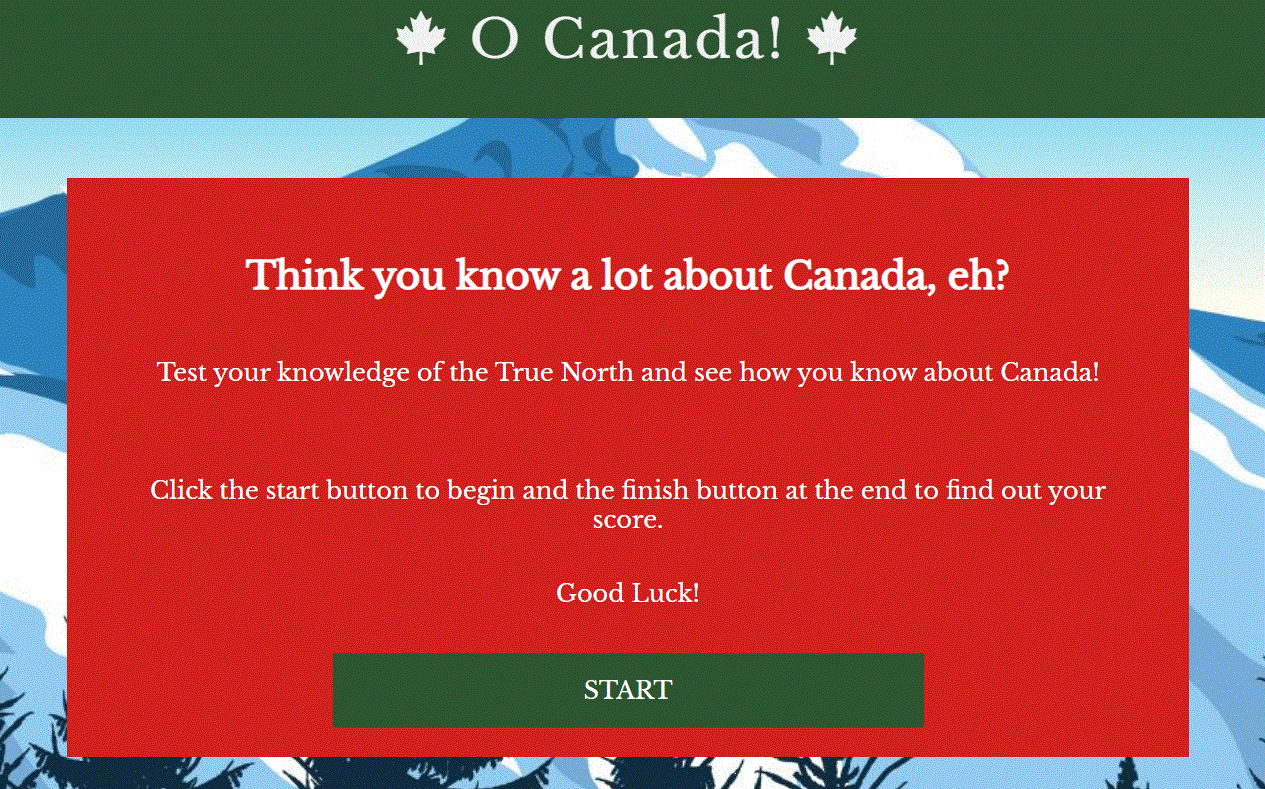 O Canada!
Think you know a lot about Canada, eh?
Test your knowledge of the True North and see how you know about Canada!
Click the start button to begin and the finish button at the end to find out your
score.
Good Luck!
START